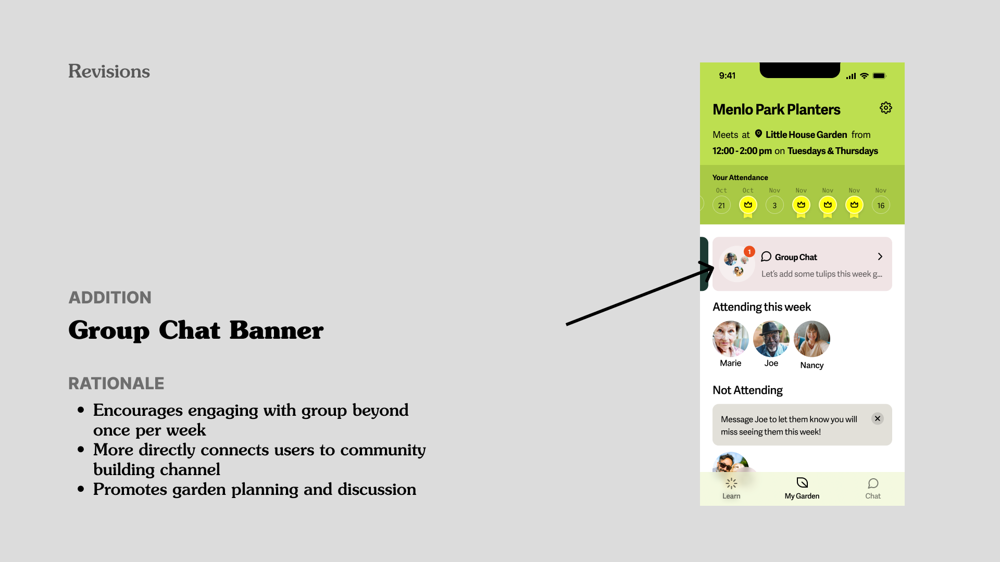 Revisions
ADDITION
Group Chat Banner
RATIONALE
• Encourages engaging with group beyond
once per week
• More directly connects users to community
building channel
• Promotes garden planning and discussion
9:41
Menlo Park Planters
Meets at Little House Garden from
12:00 - 2:00 pm on Tuesdays & Thursdays
Your Attendance
Oct Oct Nov Nov Nov Nov Nov
21 3 16
1
Group Chat
Let's add some tulips this week g...
Attending this week
Marie Joe Nancy
Not Attending
Message Joe to let them know you will
miss seeing them this week!
Learn My Garden Chat